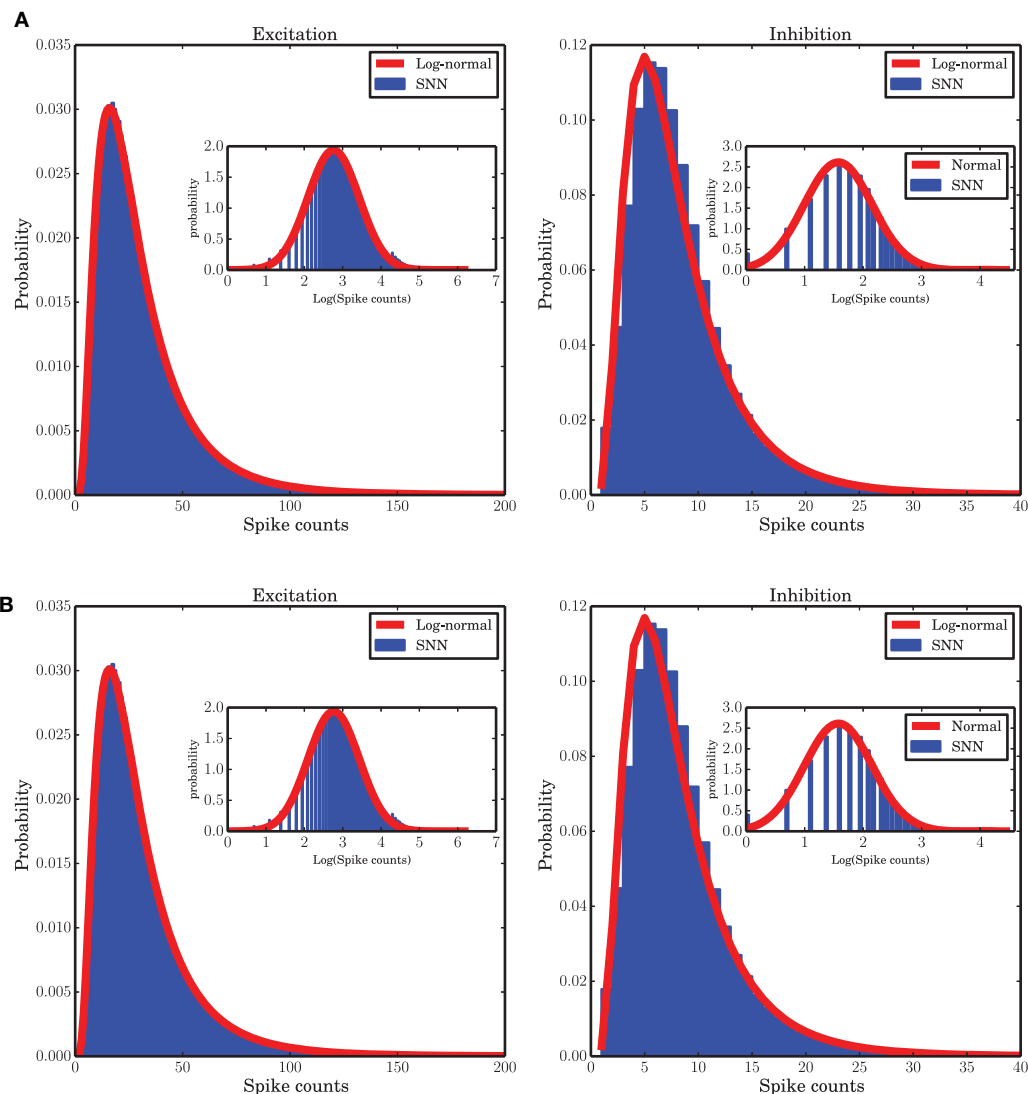 A
Excitation
Probability
0.035
0.030
0.025
0.020
0.015
0.010
0.005
0.000
0 50 100 150 200
Spike counts
Log-normal
SNN
probability
2.0
1.5
1.0
0.5
0.0
0 1 2 3 4 5 6 7
Log(Spike counts)
Inhibition
Probability
0.12
0.10
0.08
0.06
0.04
0.02
0.00
0 5 10 15 20 25 30 35 40
Spike counts
Log-normal
SNN
probability
3.0
2.5
2.0
1.5
1.0
0.5
0.0
0 1 2 3 4
Log(Spike counts)
Normal
SNN
B
Excitation
Probability
0.035
0.030
0.025
0.020
0.015
0.010
0.005
0.000
0 50 100 150 200
Spike counts
Log-normal
SNN
probability
2.0
1.5
1.0
0.5
0.0
0 1 2 3 4 5 6 7
Log(Spike counts)
Inhibition
Probability
0.12
0.10
0.08
0.06
0.04
0.02
0.00
0 5 10 15 20 25 30 35 40
Spike counts
Log-normal
SNN
probability
3.0
2.5
2.0
1.5
1.0
0.5
0.0
0 1 2 3 4
Log(Spike counts)
Normal
SNN